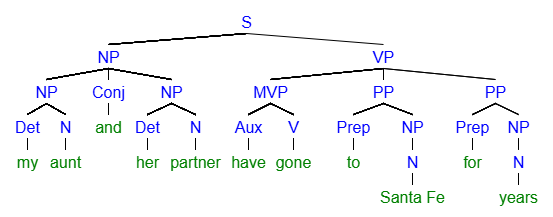 S
NP VP
NP Conj NP MVP PP PP
Det N and Det N Aux V Prep NP Prep NP
my aunt her partner have gone to N for N
Santa Fe years